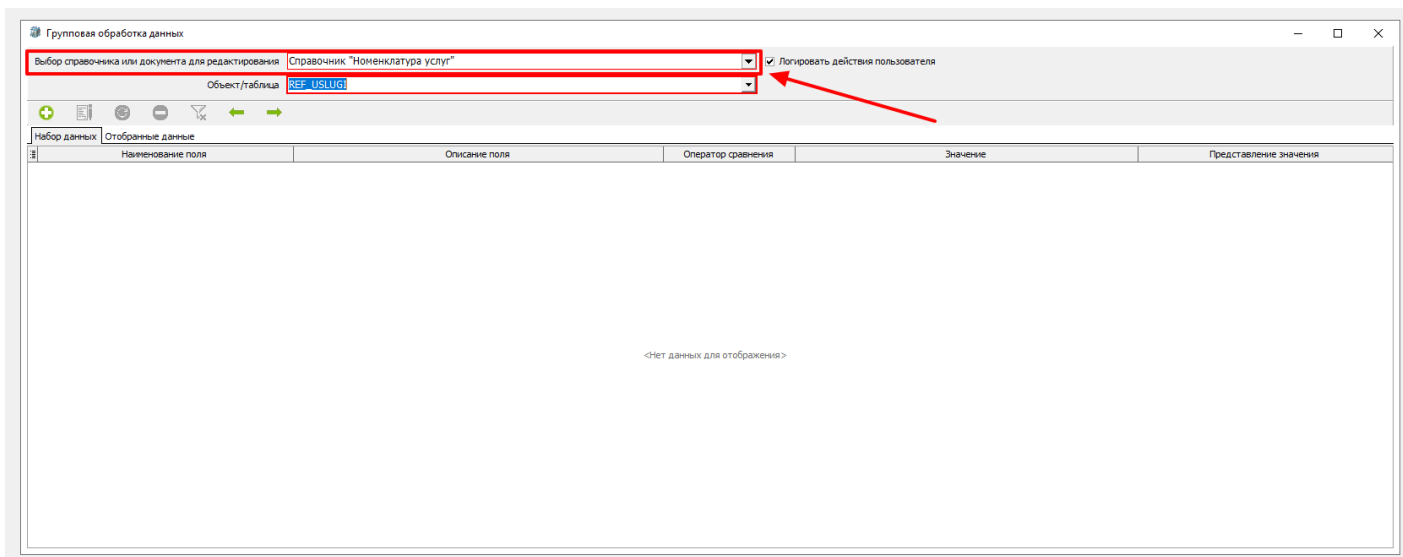 Групповая обработка данных
Выбор справочника или документа для редактирования Справочник "Номенклатура услуг" Логировать действия пользователя
Объект/таблица REF_USLUGI
Набор данных Отобранные данные
Наименование поля Описание поля Оператор сравнения Значение Представление значения
<Нет данных для отображения>